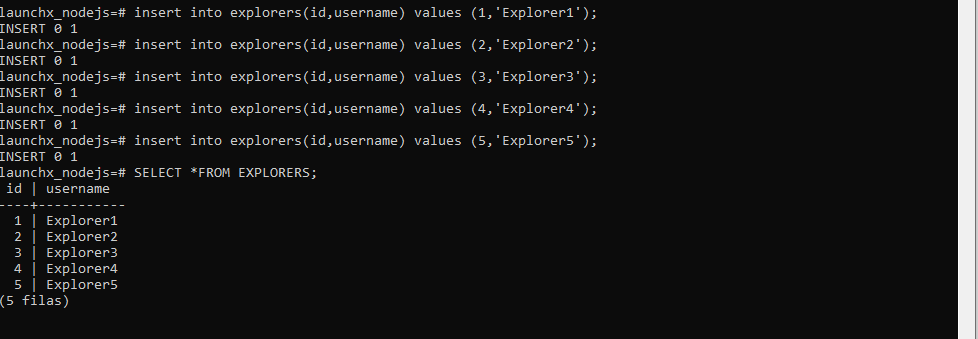 launchx_nodejs=# insert into explorers(id,username) values (1,'Explorer1');
INSERT 0 1
launchx_nodejs=# insert into explorers(id,username) values (2,'Explorer2');
INSERT 0 1
launchx_nodejs=# insert into explorers(id,username) values (3,'Explorer3');
INSERT 0 1
launchx_nodejs=# insert into explorers(id,username) values (4,'Explorer4');
INSERT 0 1
launchx_nodejs=# insert into explorers(id,username) values (5,'Explorer5');
INSERT 0 1
launchx_nodejs=# SELECT *FROM EXPLORERS;
 id | username
----+-----------
  1 | Explorer1
  2 | Explorer2
  3 | Explorer3
  4 | Explorer4
  5 | Explorer5
(5 filas)